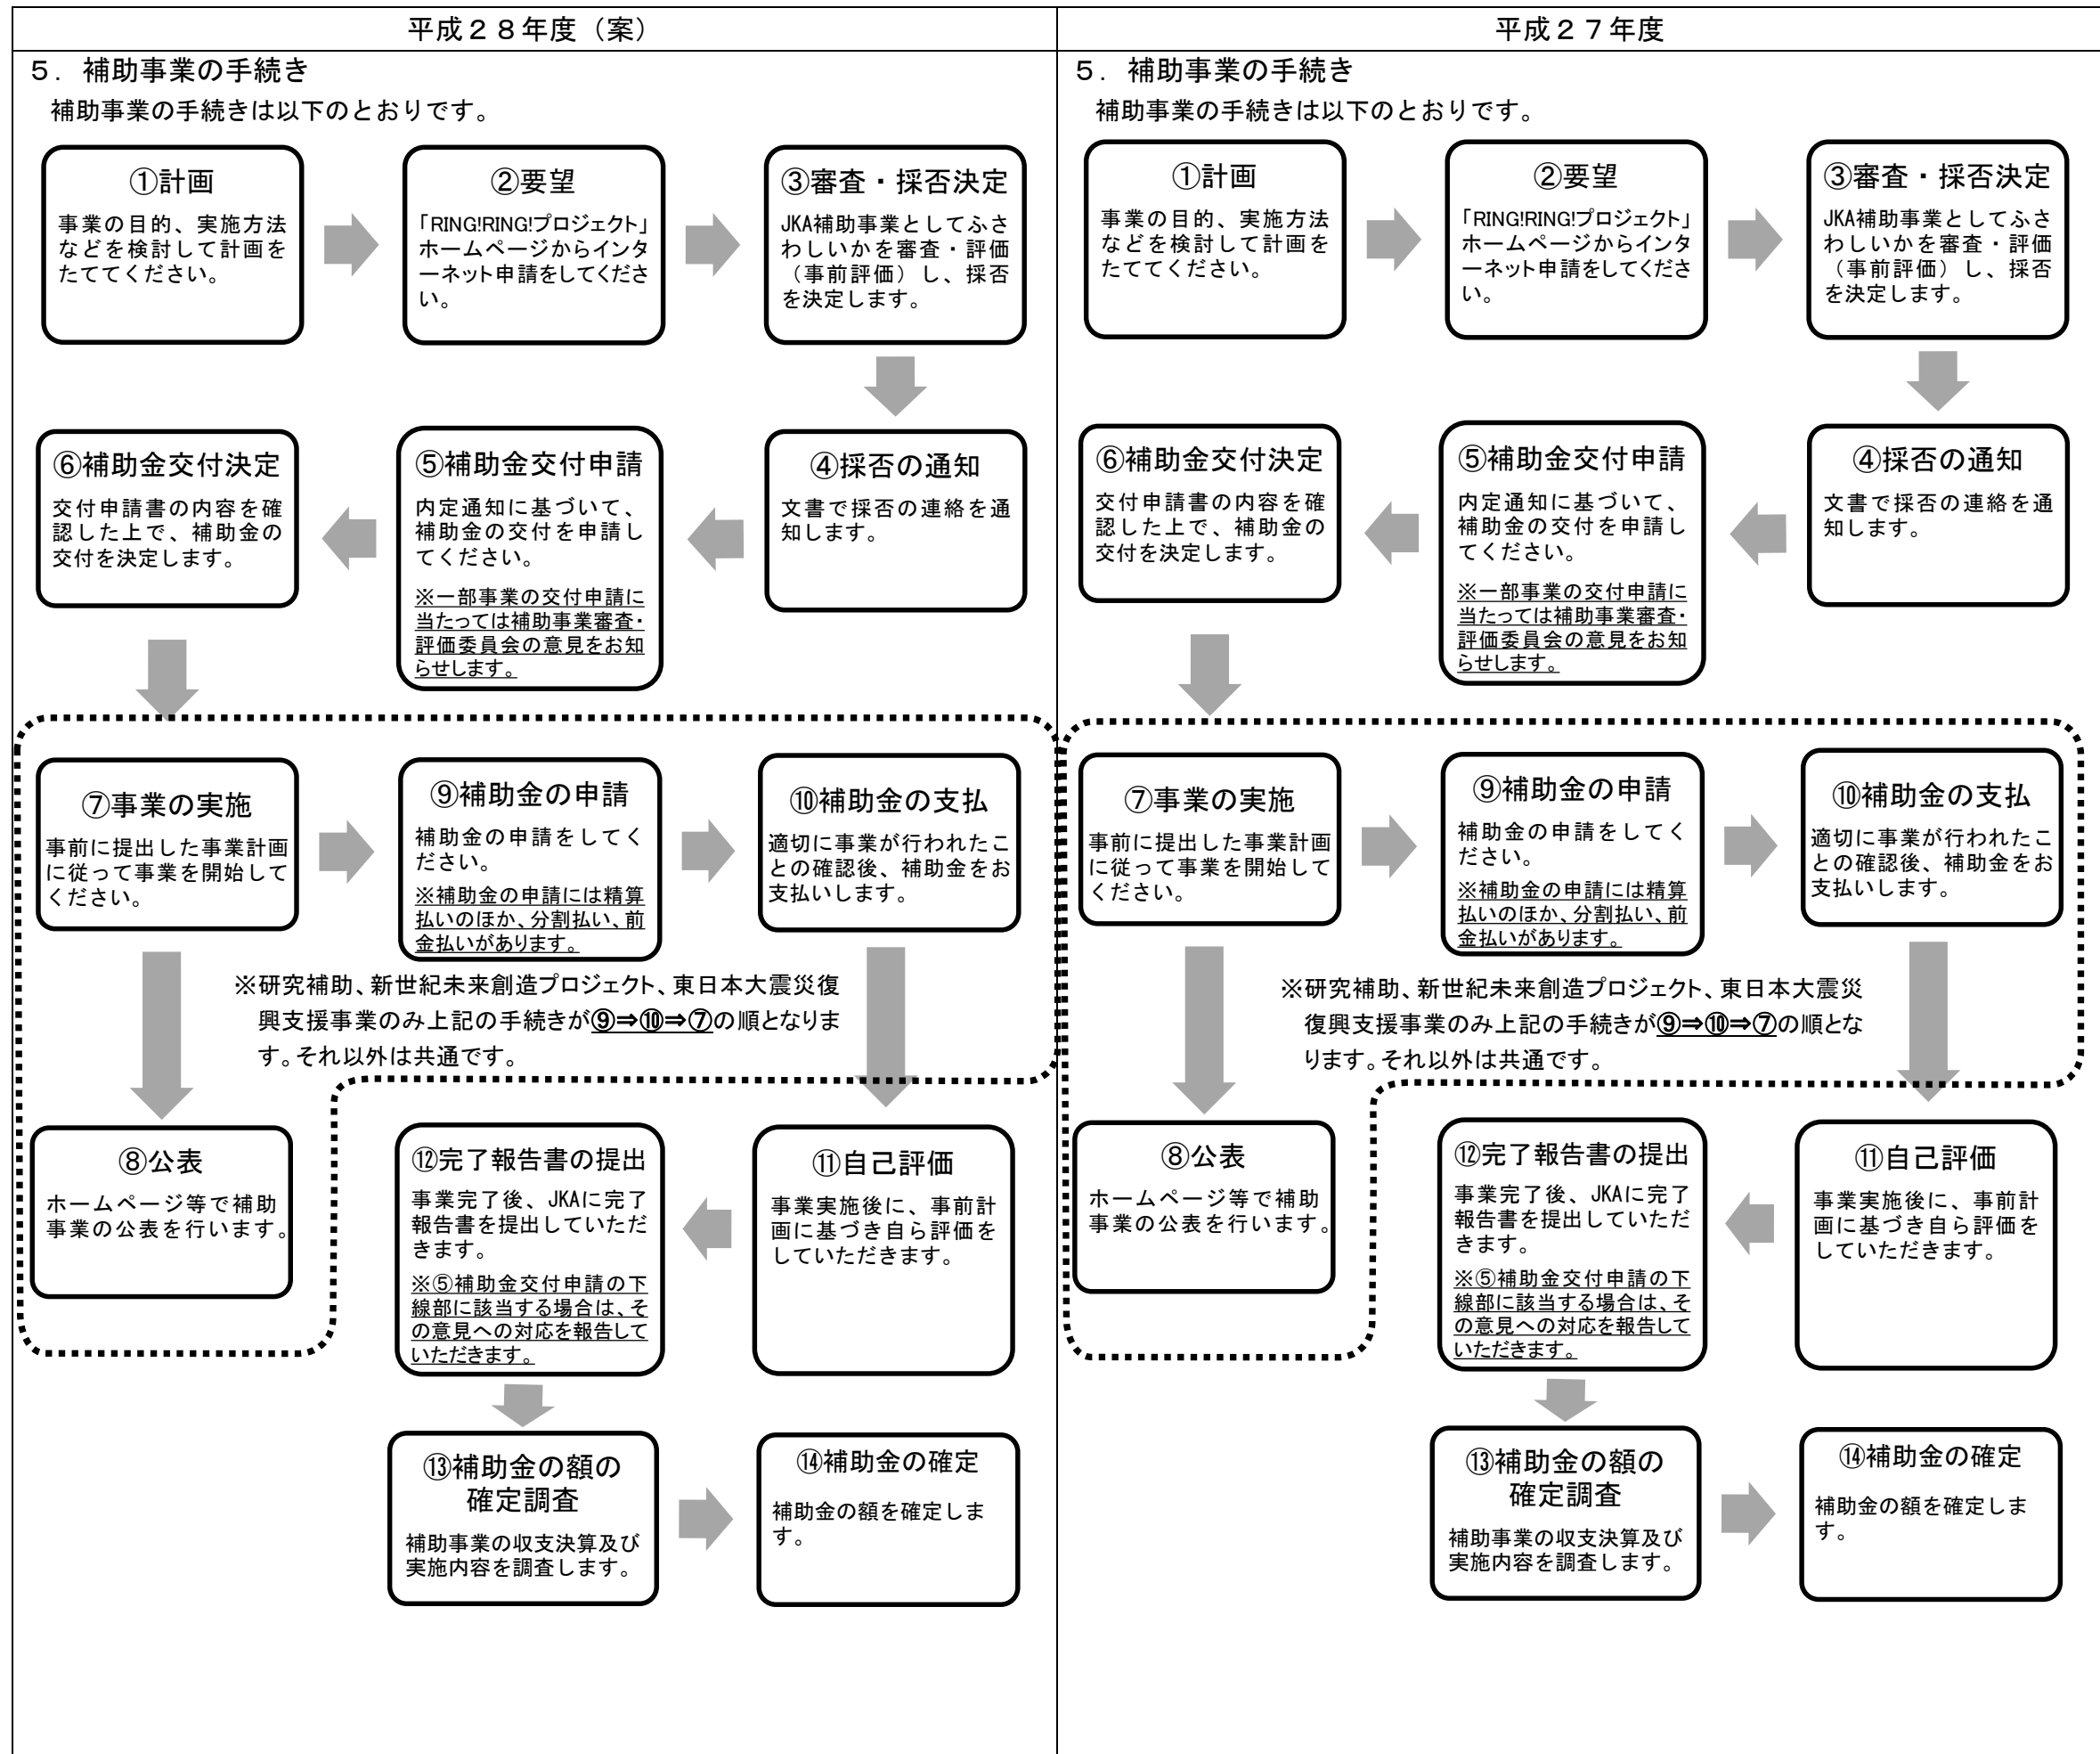 平成２８年度（案）
５．補助事業の手続き
補助事業の手続きは以下のとおりです。
①計画
事業の目的、実施方法
などを検討して計画を
たててください。
②要望
「RING!RING!プロジェクト」
ホームページからインタ
ーネット申請をしてくださ
い。
③審査・採否決定
JKA補助事業としてふさ
わしいかを審査・評価
（事前評価）し、採否
を決定します。
④採否の通知
文書で採否の連絡を通
知します。
⑤補助金交付申請
内定通知に基づいて、
補助金の交付を申請し
てください。
※一部事業の交付申請に
当たっては補助事業審査・
評価委員会の意見をお知
らせします。
⑥補助金交付決定
交付申請書の内容を確
認した上で、補助金の
交付を決定します。
⑦事業の実施
事前に提出した事業計画
に従って事業を開始して
ください。
⑨補助金の申請
補助金の申請をしてく
ださい。
※補助金の申請には精算
払いのほか、分割払い、前
金払いがあります。
⑩補助金の支払
適切に事業が行われたこ
との確認後、補助金をお
支払いします。
※研究補助、新世紀未来創造プロジェクト、東日本大震災復
興支援事業のみ上記の手続きが⑨⇒⑩⇒⑦の順となりま
す。それ以外は共通です。
⑧公表
ホームページ等で補助
事業の公表を行います。
⑫完了報告書の提出
事業完了後、JKAに完了
報告書を提出していただ
きます。
※⑤補助金交付申請の下
線部に該当する場合は、そ
の意見への対応を報告して
いただきます。
⑪自己評価
事業実施後に、事前計
画に基づき自ら評価を
していただきます。
⑬補助金の額の
確定調査
補助事業の収支決算及び
実施内容を調査します。
⑭補助金の確定
補助金の額を確定しま
す。
平成２７年度
５．補助事業の手続き
補助事業の手続きは以下のとおりです。
①計画
事業の目的、実施方法
などを検討して計画を
たててください。
②要望
「RING!RING!プロジェクト」
ホームページからインタ
ーネット申請をしてくださ
い。
③審査・採否決定
JKA補助事業としてふさ
わしいかを審査・評価
（事前評価）し、採否
を決定します。
④採否の通知
文書で採否の連絡を通
知します。
⑤補助金交付申請
内定通知に基づいて、
補助金の交付を申請し
てください。
※一部事業の交付申請に
当たっては補助事業審査・
評価委員会の意見をお知
らせします。
⑥補助金交付決定
交付申請書の内容を確
認した上で、補助金の
交付を決定します。
⑦事業の実施
事前に提出した事業計画
に従って事業を開始して
ください。
⑨補助金の申請
補助金の申請をしてく
ださい。
※補助金の申請には精算
払いのほか、分割払い、前
金払いがあります。
⑩補助金の支払
適切に事業が行われたこ
との確認後、補助金をお
支払いします。
※研究補助、新世紀未来創造プロジェクト、東日本大震災
復興支援事業のみ上記の手続きが⑨⇒⑩⇒⑦の順とな
ります。それ以外は共通です。
⑧公表
ホームページ等で補助
事業の公表を行います。
⑫完了報告書の提出
事業完了後、JKAに完了
報告書を提出していただ
きます。
※⑤補助金交付申請の下
線部に該当する場合は、そ
の意見への対応を報告して
いただきます。
⑪自己評価
事業実施後に、事前計
画に基づき自ら評価を
していただきます。
⑬補助金の額の
確定調査
補助事業の収支決算及び
実施内容を調査します。
⑭補助金の確定
補助金の額を確定しま
す。